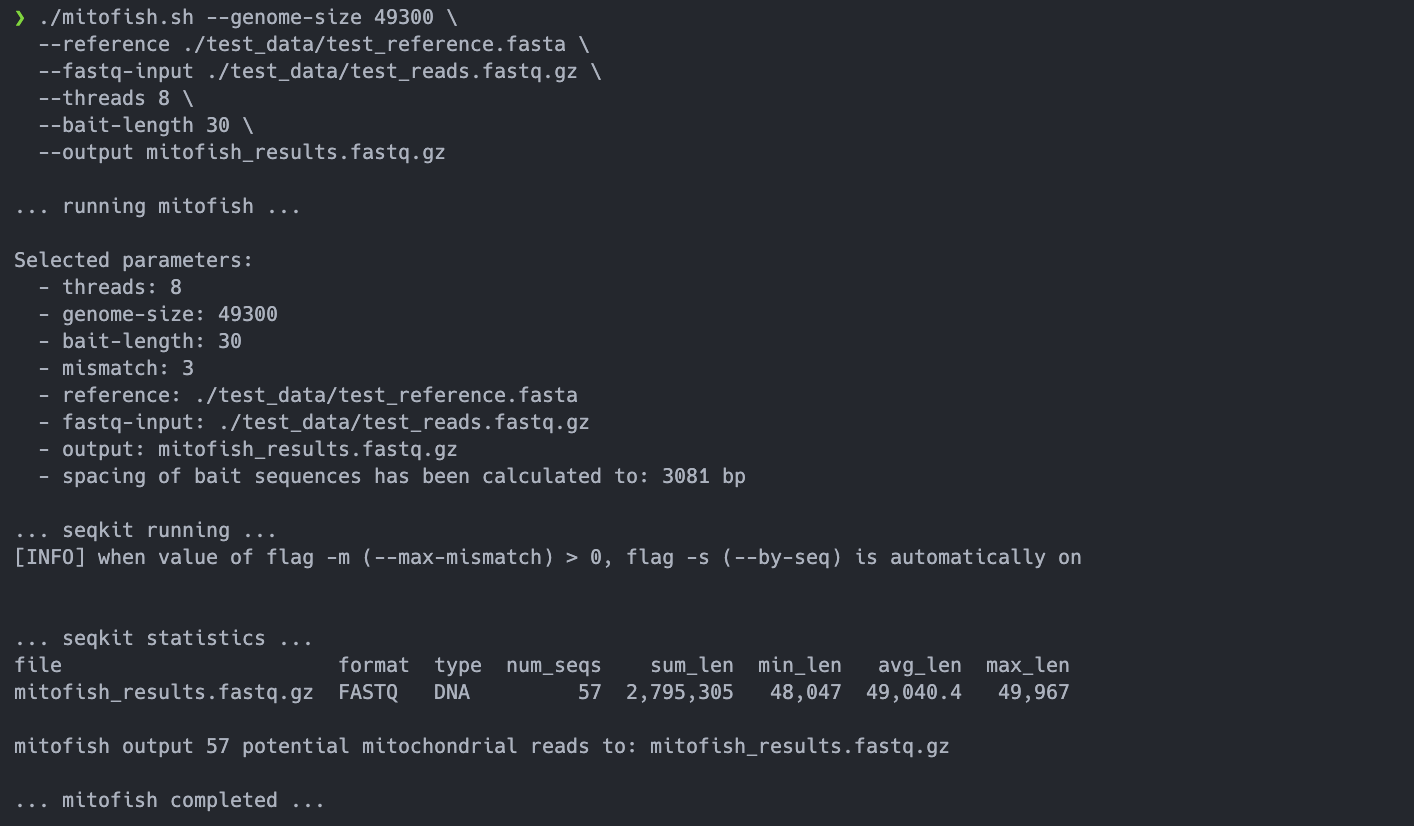 ❯ ./mitofish.sh --genome-size 49300 \
--reference ./test_data/test_reference.fasta \
--fastq-input ./test_data/test_reads.fastq.gz \
--threads 8 \
--bait-length 30 \
--output mitofish_results.fastq.gz
... running mitofish ...
Selected parameters:
- threads: 8
- genome-size: 49300
- bait-length: 30
- mismatch: 3
- reference: ./test_data/test_reference.fasta
- fastq-input: ./test_data/test_reads.fastq.gz
- output: mitofish_results.fastq.gz
- spacing of bait sequences has been calculated to: 3081 bp
... seqkit running ...
[INFO] when value of flag -m (--max-mismatch) > 0, flag -s (--by-seq) is automatically on
... seqkit statistics ...
file format type num_seqs sum_len min_len avg_len max_len
mitofish_results.fastq.gz FASTQ DNA 57 2,795,305 48,047 49,040.4 49,967
mitofish output 57 potential mitochondrial reads to: mitofish_results.fastq.gz
... mitofish completed ...